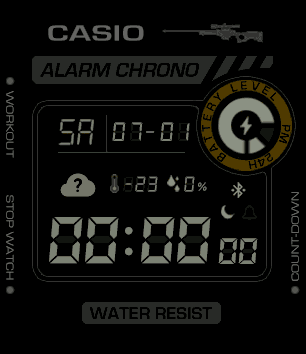 CASIO
ALARM CHRONO
BATTERY LEVEL
PM
24H
WORKOUT
STOP WATCH
COUNT-DOWN
SA 07-01
? -23 0%
00:00 00
WATER RESIST